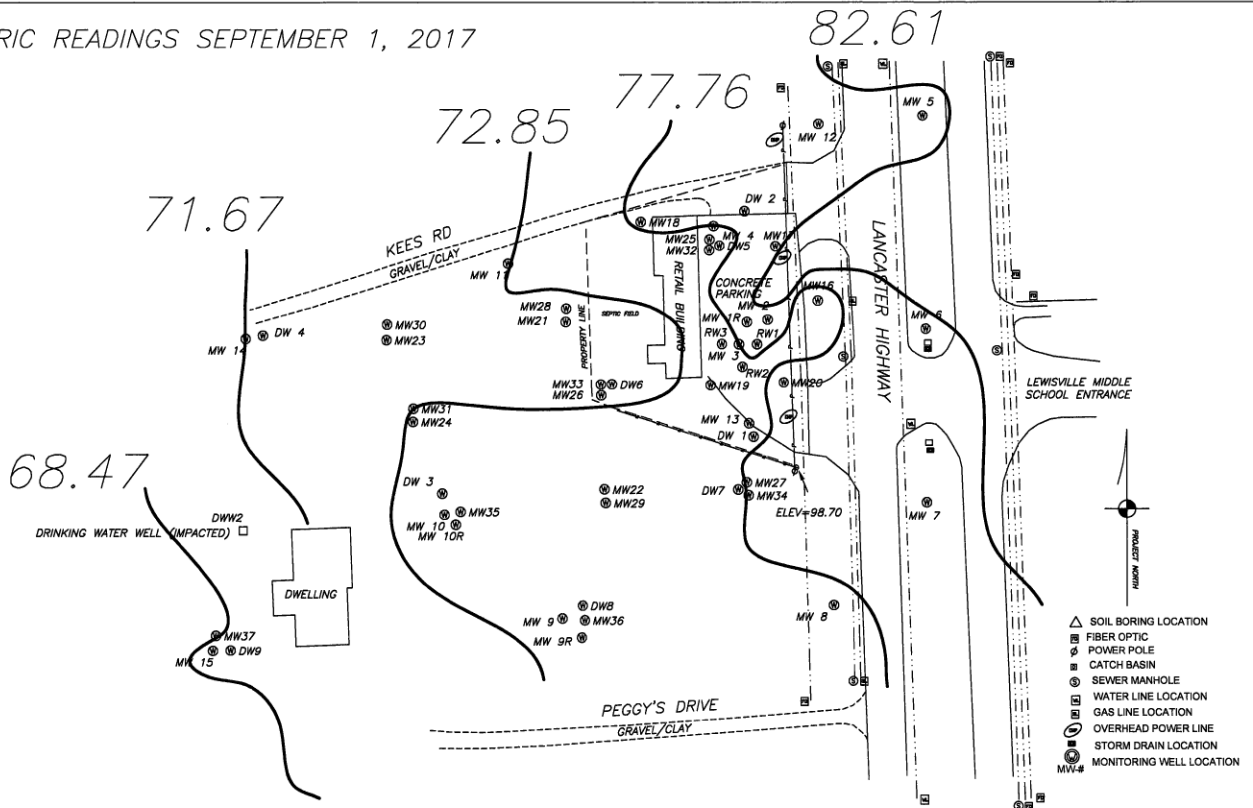 RIC READINGS SEPTEMBER 1, 2017
82.61
77.76
72.85
71.67
68.47
MW 5
MW 12
DW 2
MW18
MW 4
MW25
DW5
MW32
KEES RD
GRAVEL/CLAY
LANCASTER HIGHWAY
RETAIL BUILDING
CONCRETE
PARKING
MW16
MW28
MW21
SEPTIC FIELD
PROPERTY LINE
MW 1R
RW3
RW1
MW 3
RW2
MW 6
DW 4
MW 14
MW30
MW23
MW33
DW6
MW26
MW19
MW20
LEWISVILLE MIDDLE
SCHOOL ENTRANCE
MW31
MW24
MW 13
DW 1
DW 3
MW22
MW29
DW7
MW27
MW34
ELEV=98.70
MW35
MW 10
MW 10R
MW 7
DWW2
DRINKING WATER WELL (IMPACTED)
DWELLING
PROJECT NORTH
DW8
MW 9
MW36
MW 9R
MW 8
MW37
MW 15
DW9
PEGGY'S DRIVE
GRAVEL/CLAY
SOIL BORING LOCATION
FIBER OPTIC
POWER POLE
CATCH BASIN
SEWER MANHOLE
WATER LINE LOCATION
GAS LINE LOCATION
OVERHEAD POWER LINE
STORM DRAIN LOCATION
MONITORING WELL LOCATION
MW-#